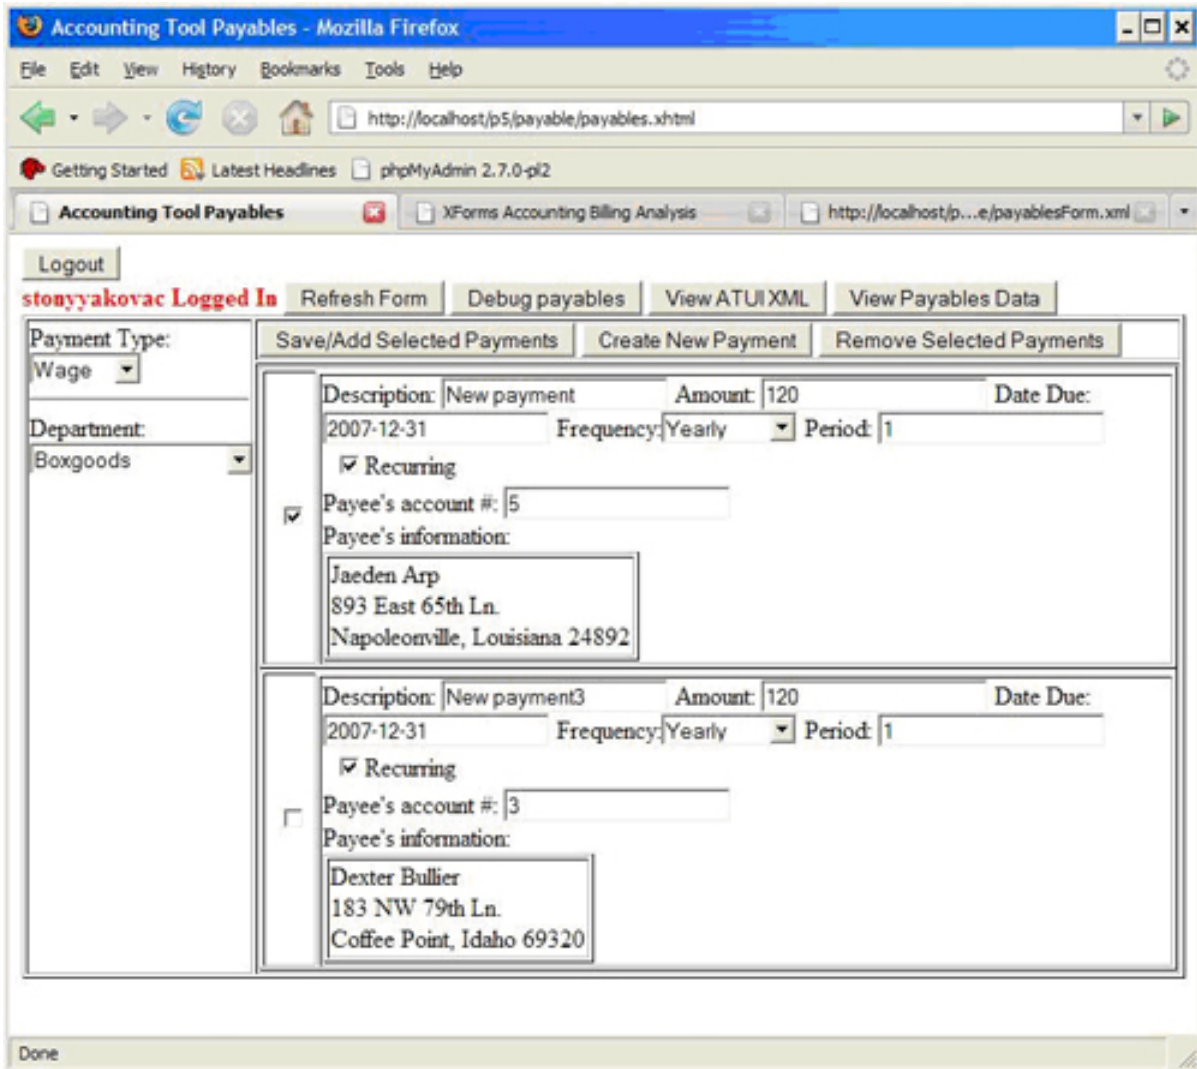 Accounting Tool Payables - Mozilla Firefox
File Edit View History Bookmarks Tools Help
http://localhost/p5/payable/payables.xhtml
Getting Started Latest Headlines phpMyAdmin 2.7.0-pl2
Accounting Tool Payables XForms Accounting Billing Analysis http://localhost/p...e/payablesForm.xml
Logout
stonyyakovac Logged In Refresh Form Debug payables View ATUI XML View Payables Data
Payment Type:
Wage
Department:
Boxgoods
Save/Add Selected Payments Create New Payment Remove Selected Payments
Description: New payment Amount: 120 Date Due:
2007-12-31 Frequency: Yearly Period: 1
Recurring
Payee's account #: 5
Payee's information:
Jaeden Arp
893 East 65th Ln.
Napoleonville, Louisiana 24892
Description: New payment3 Amount: 120 Date Due:
2007-12-31 Frequency: Yearly Period: 1
Recurring
Payee's account #: 3
Payee's information:
Dexter Bullier
183 NW 79th Ln.
Coffee Point, Idaho 69320
Done